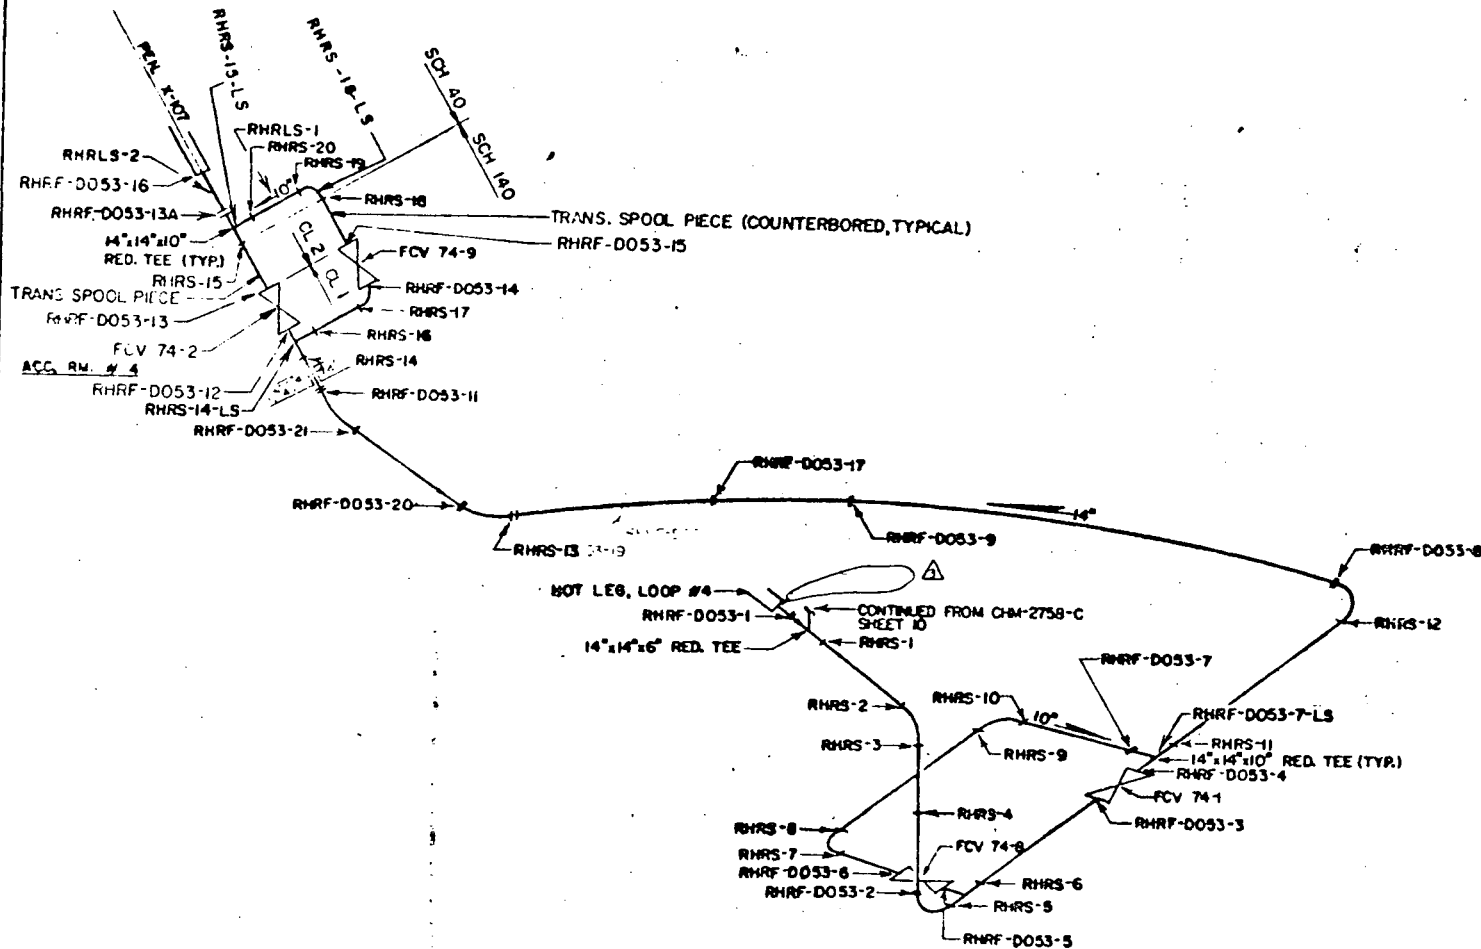 PEN. X-107
RHRS-15-LS
RHRS-18-LS
SCH 40
SCH 140
RHRLS-1
RHRS-20
RHRS-19
RHRLS-2
RHRF-D053-16
10"
RHRS-18
RHRF-D053-13A
14"x14"x10"
RED. TEE (TYP.)
TRANS. SPOOL PIECE (COUNTERBORED, TYPICAL)
RHRF-D053-15
CL 2
CL 1
FCV 74-9
RHRS-15
TRANS SPOOL PIECE
RHRF-D053-14
RHRS-17
RHRF-D053-13
RHRS-16
FCV 74-2
RHRS-14
ACC. RM. # 4
RHRF-D053-12
RHRF-D053-11
RHRS-14-LS
RHRF-D053-21
RHRF-D053-17
RHRF-D053-20
14"
RHRF-D053-9
RHRS-13
RHRF-D053-8
3
HOT LEG, LOOP #4
RHRF-D053-1
CONTINUED FROM CHM-2758-C
SHEET 10
14"x14"x6" RED. TEE
RHRS-1
RHRS-12
RHRF-D053-7
RHRS-2
RHRS-10
10"
RHRF-D053-7-LS
RHRS-3
RHRS-9
RHRS-11
14"x14"x10" RED. TEE (TYP.)
RHRF-D053-4
FCV 74-1
RHRF-D053-3
RHRS-4
RHRS-8
FCV 74-8
RHRS-7
RHRF-D053-6
RHRS-6
RHRF-D053-2
RHRS-5
RHRF-D053-5